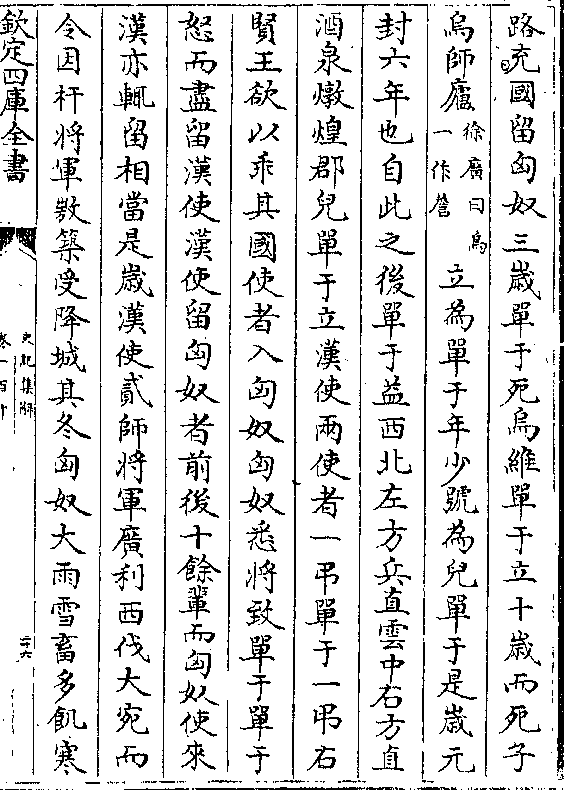 路充國留匈奴三歲單于死烏維單于立十歲而死子
烏師廬徐廣曰烏一作詹立為單于年少號為兒單于是歲元
封六年也自此之後單于益西北左方兵直雲中右方直
酒泉燉煌郡兒單于立漢使兩使者一弔單于一弔右
賢王欲以乖其國使者入匈奴匈奴悉將致單于單于
怒而盡留漢使漢使留匈奴者前後十餘輩而匈奴使來
漢亦輒留相當是歲漢使貳師將軍廣利西伐大宛而
令因杅將軍敖築受降城其冬匈奴大雨雪畜多飢寒
欽定四庫全書
史記集解
卷一百十
二十六